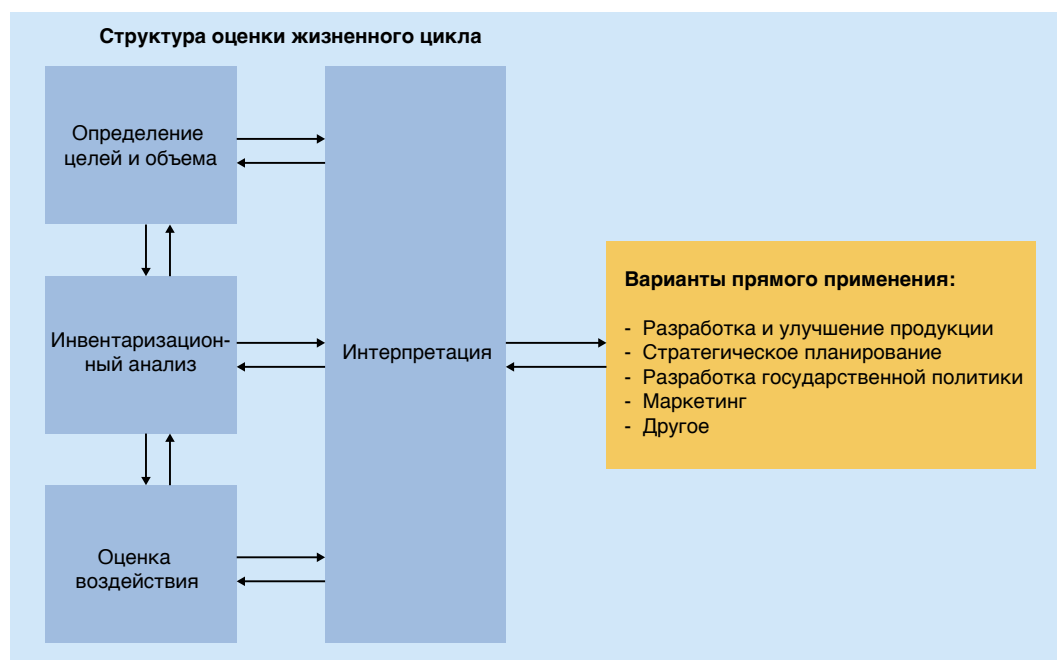 Структура оценки жизненного цикла
Определение
целей и объема
Инвентаризацион-
ный анализ
Оценка
воздействия
Интерпретация
Варианты прямого применения:
- Разработка и улучшение продукции
- Стратегическое планирование
- Разработка государственной политики
- Маркетинг
- Другое